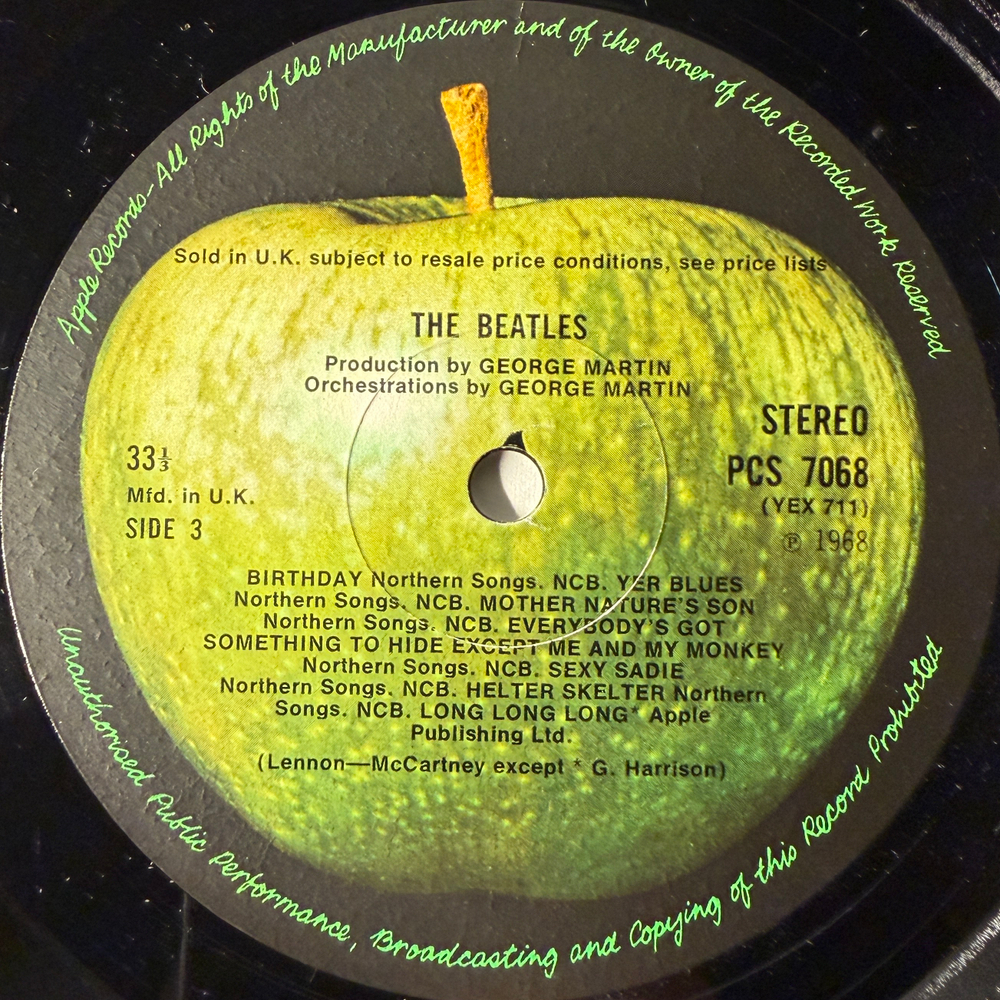 Apple Records - All Rights of the Manufacturer and of the Owner of the Recorded Work Reserved
Sold in U.K. subject to resale price conditions, see price lists
THE BEATLES
Production by GEORGE MARTIN
Orchestrations by GEORGE MARTIN
STEREO
PCS 7068
(YEX 711)
℗ 1968
33⅓
Mfd. in U.K.
SIDE 3
BIRTHDAY Northern Songs. NCB. YER BLUES
Northern Songs. NCB. MOTHER NATURE'S SON
Northern Songs. NCB. EVERYBODY'S GOT
SOMETHING TO HIDE EXCEPT ME AND MY MONKEY
Northern Songs. NCB. SEXY SADIE
Northern Songs. NCB. HELTER SKELTER Northern
Songs. NCB. LONG LONG LONG* Apple
Publishing Ltd.
(Lennon—McCartney except * G. Harrison)
Unauthorised Public Performance, Broadcasting and Copying of this Record Prohibited